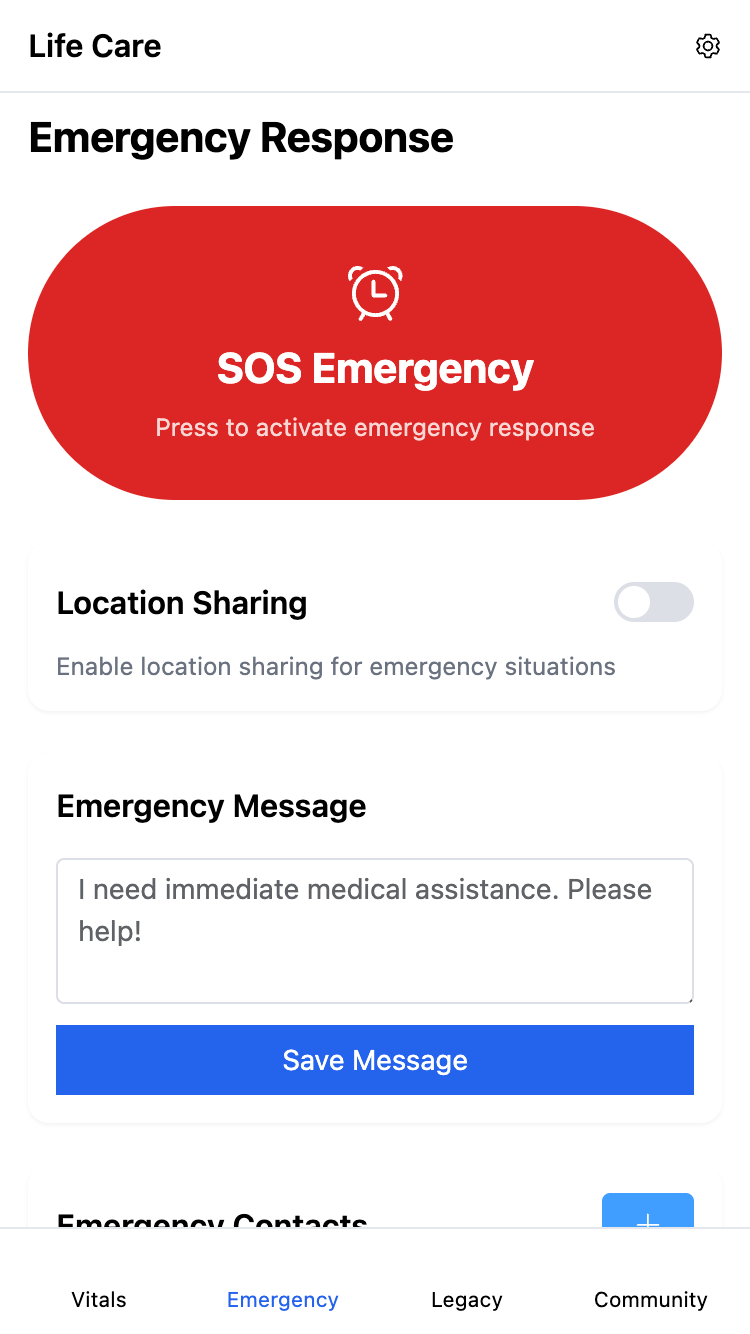 Life Care
Emergency Response
SOS Emergency
Press to activate emergency response
Location Sharing
Enable location sharing for emergency situations
Emergency Message
I need immediate medical assistance. Please
help!
Save Message
Emergency Contacts
Vitals
Emergency
Legacy
Community